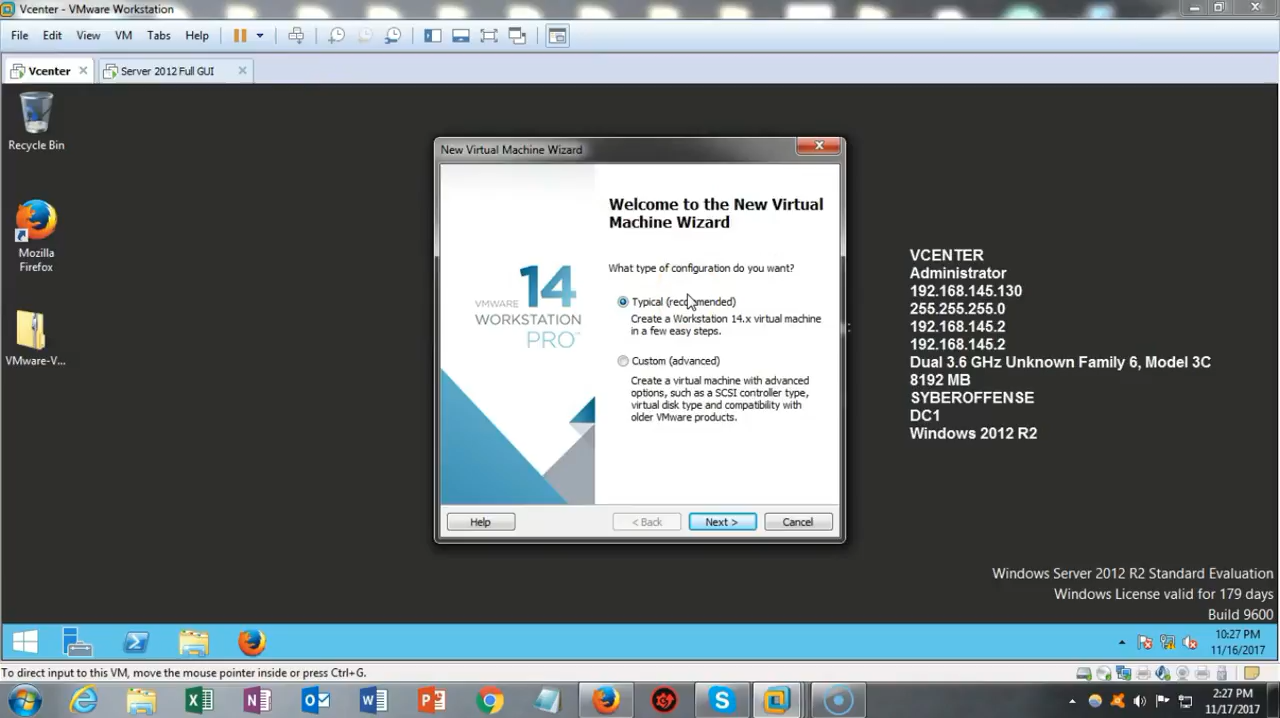 Vcenter - VMware Workstation
File Edit View VM Tabs Help
Vcenter
Server 2012 Full GUI
Recycle Bin
Mozilla
Firefox
VMware-V...
New Virtual Machine Wizard
14
VMWARE
WORKSTATION
PRO™
Welcome to the New Virtual
Machine Wizard
What type of configuration do you want?
Typical (recommended)
Create a Workstation 14.x virtual machine
in a few easy steps.
Custom (advanced)
Create a virtual machine with advanced
options, such as a SCSI controller type,
virtual disk type and compatibility with
older VMware products.
Help < Back Next > Cancel
VCENTER
Administrator
192.168.145.130
255.255.255.0
192.168.145.2
192.168.145.2
Dual 3.6 GHz Unknown Family 6, Model 3C
8192 MB
SYBEROFFENSE
DC1
Windows 2012 R2
Windows Server 2012 R2 Standard Evaluation
Windows License valid for 179 days
Build 9600
10:27 PM
11/16/2017
To direct input to this VM, move the mouse pointer inside or press Ctrl+G.
2:27 PM
11/17/2017